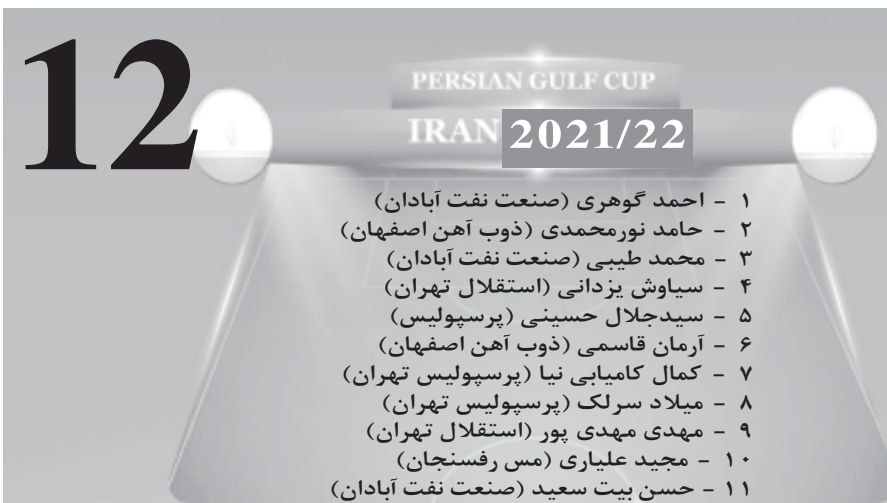 12
PERSIAN GULF CUP
IRAN 2021/22
۱ - احمد گوهری (صنعت نفت آبادان)
۲ - حامد نورمحمدی (ذوب آهن اصفهان)
۳ - محمد طیبی (صنعت نفت آبادان)
۴ - سیاوش یزدانی (استقلال تهران)
۵ - سیدجلال حسینی (پرسپولیس)
۶ - آرمان قاسمی (ذوب آهن اصفهان)
۷ - کمال کامیابی نیا (پرسپولیس تهران)
۸ - میلاد سرلک (پرسپولیس تهران)
۹ - مهدی مهدی پور (استقلال تهران)
۱۰ - مجید علیاری (مس رفسنجان)
۱۱ - حسن بیت سعید (صنعت نفت آبادان)